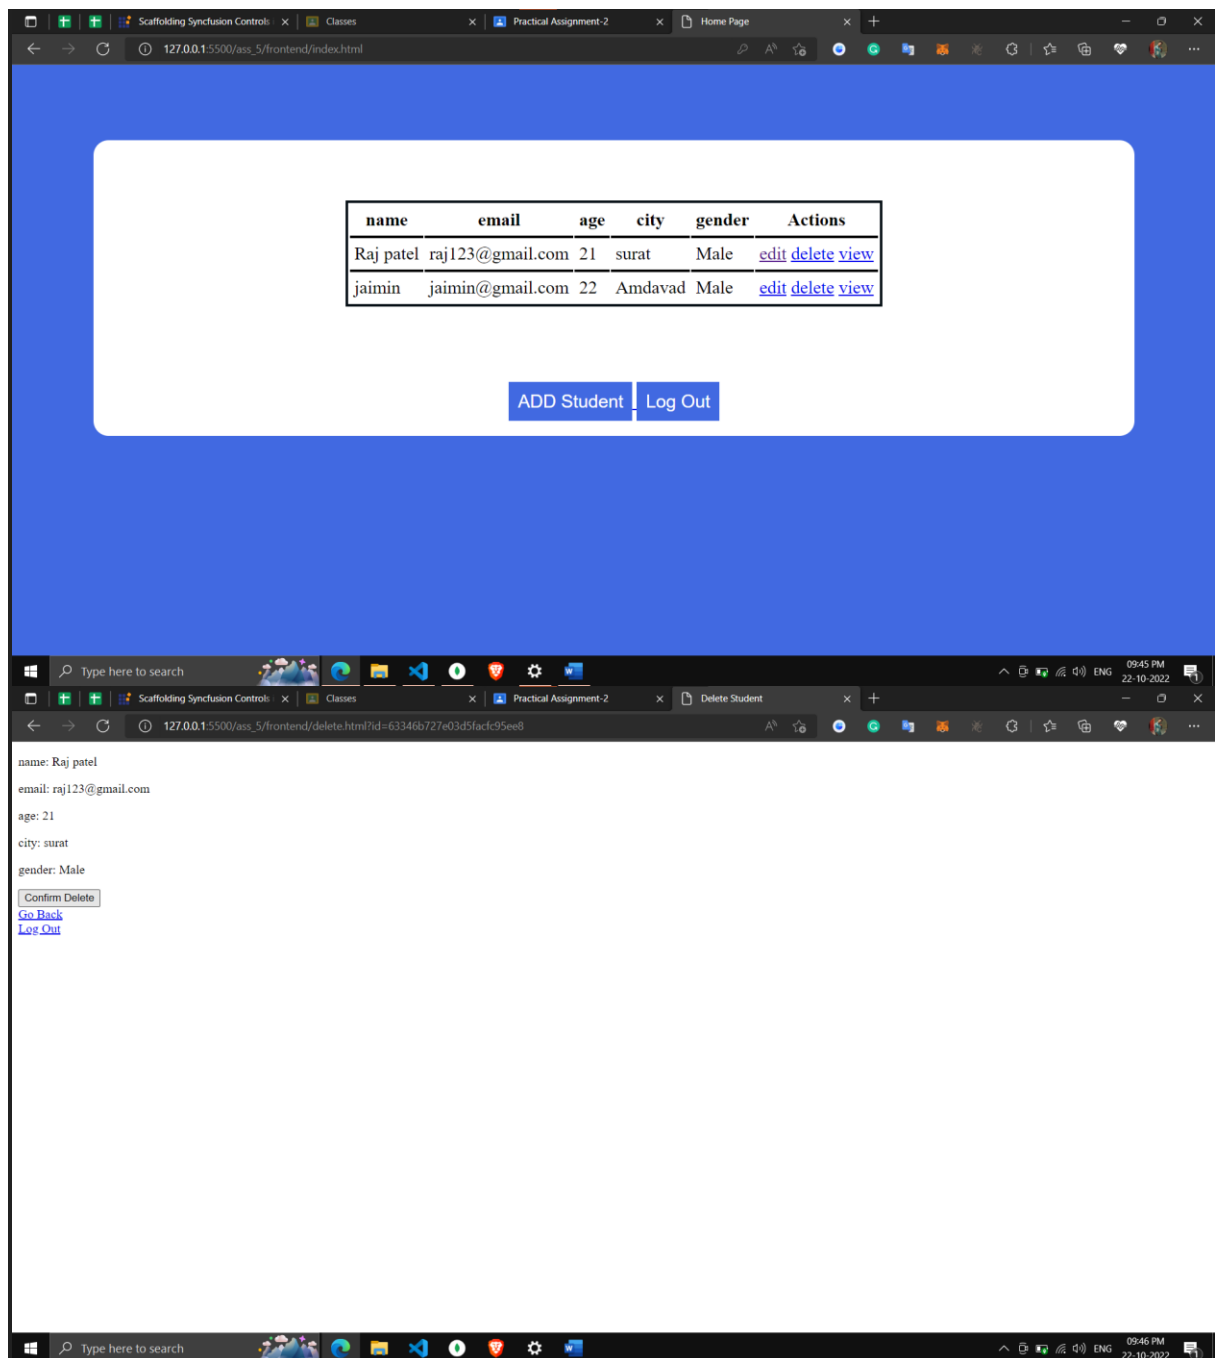 Scaffolding Syncfusion Controls Classes Practical Assignment-2 Home Page
127.0.0.1:5500/ass_5/frontend/index.html
name email age city gender Actions
Raj patel raj123@gmail.com 21 surat Male edit delete view
jaimin jaimin@gmail.com 22 Amdavad Male edit delete view
ADD Student Log Out
Type here to search ENG 09:45 PM
22-10-2022
Scaffolding Syncfusion Controls Classes Practical Assignment-2 Delete Student
127.0.0.1:5500/ass_5/frontend/delete.html?id=63346b727e03d5facfc95ee8
name: Raj patel
email: raj123@gmail.com
age: 21
city: surat
gender: Male
Confirm Delete
Go Back
Log Out
Type here to search ENG 09:46 PM
22-10-2022